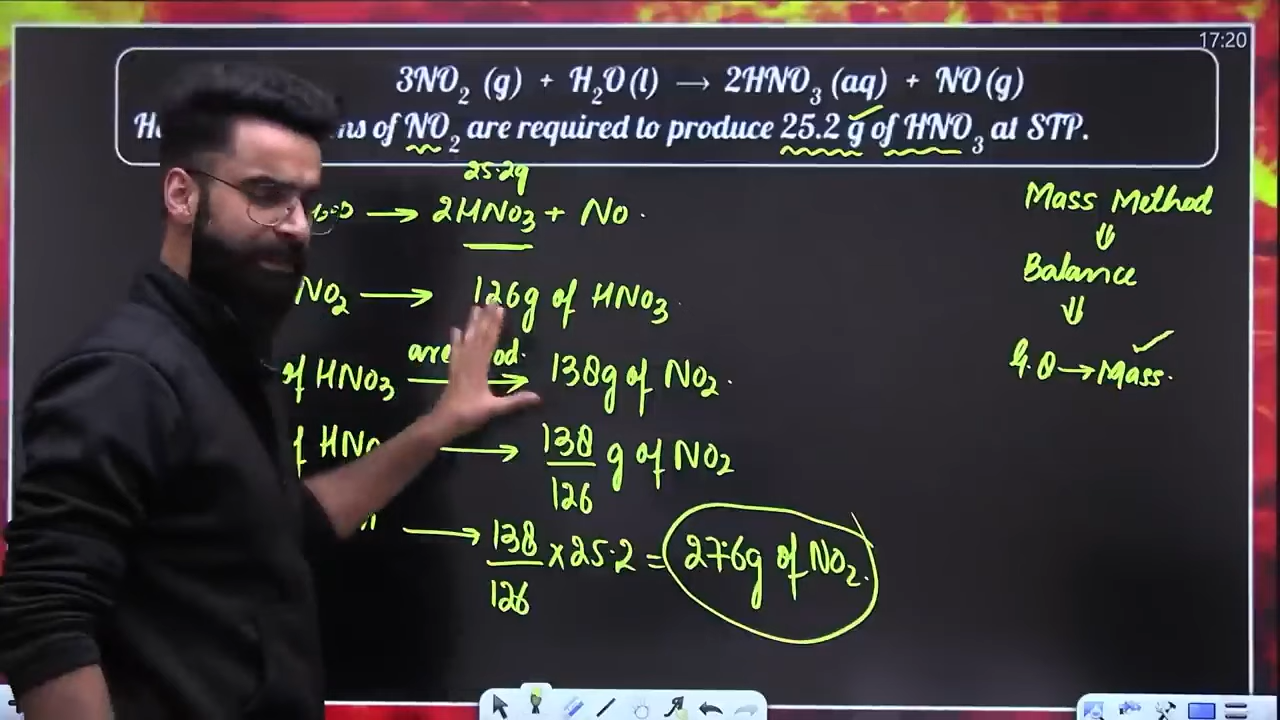 17:20
3NO₂ (g) + H₂O(l) → 2HNO₃ (aq) + NO(g)
of NO₂ are required to produce 25.2 g of HNO₃ at STP.
25.2g
→ 2HNO₃ + No.
NO₂ → 126g of HNO₃.
of HNO₃ → 138g of NO₂.
HNO → 138/126 g of NO₂
→ 138/126 × 25.2 = 27.6g of NO₂.
Mass Method
⇓
Balance
⇓
→ Mass.